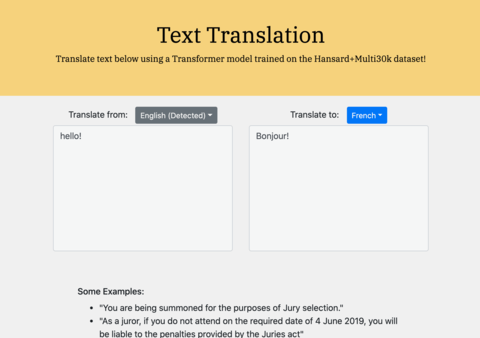 Text Translation
Translate text below using a Transformer model trained on the Hansard+Multi30k dataset!
Translate from: English (Detected)
Translate to: French
hello!
Bonjour!
Some Examples:
• "You are being summoned for the purposes of Jury selection."
• "As a juror, if you do not attend on the required date of 4 June 2019, you will
be liable to the penalties provided by the Juries act"